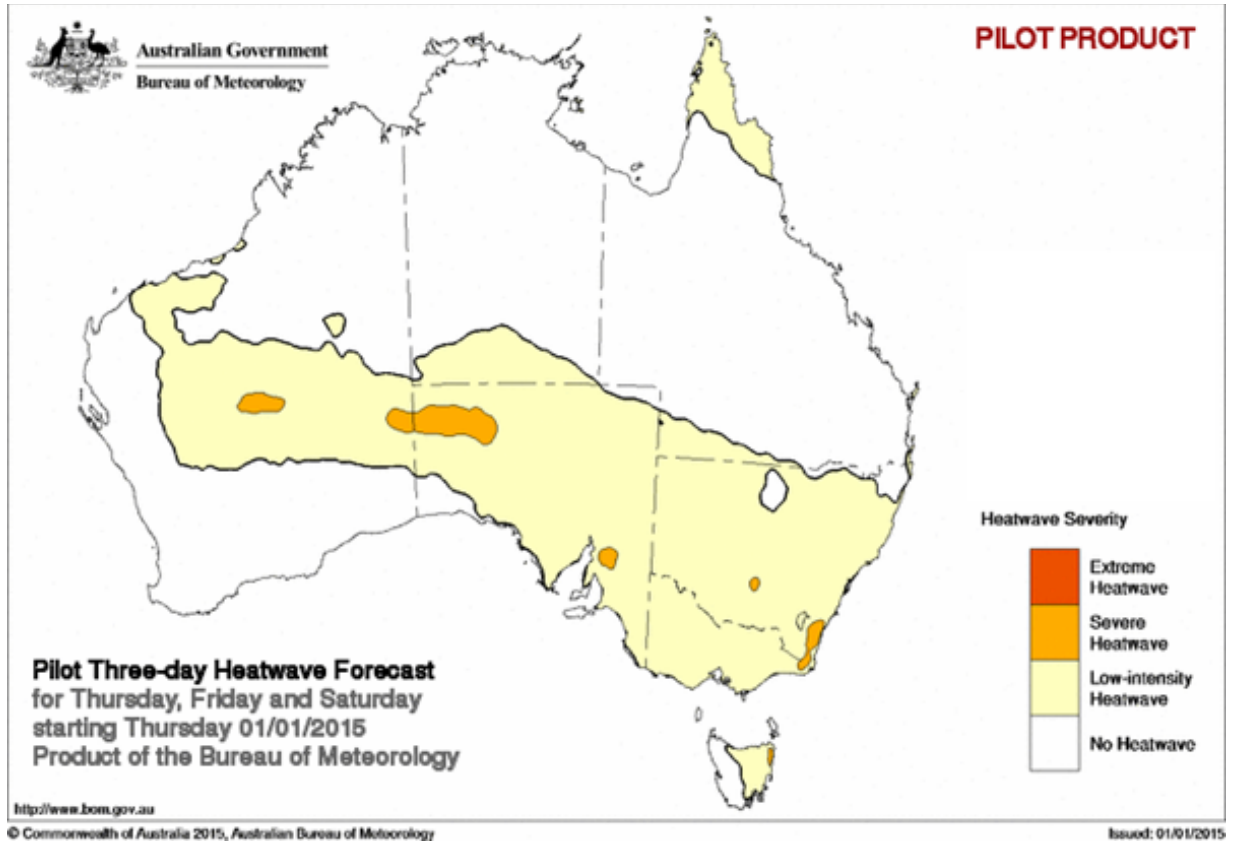 Australian Government
Bureau of Meteorology
PILOT PRODUCT
Heatwave Severity
Extreme
Heatwave
Severe
Heatwave
Low-intensity
Heatwave
No Heatwave
Pilot Three-day Heatwave Forecast
for Thursday, Friday and Saturday
starting Thursday 01/01/2015
Product of the Bureau of Meteorology
http://www.bom.gov.au
© Commonwealth of Australia 2015, Australian Bureau of Meteorology
Issued: 01/01/2015